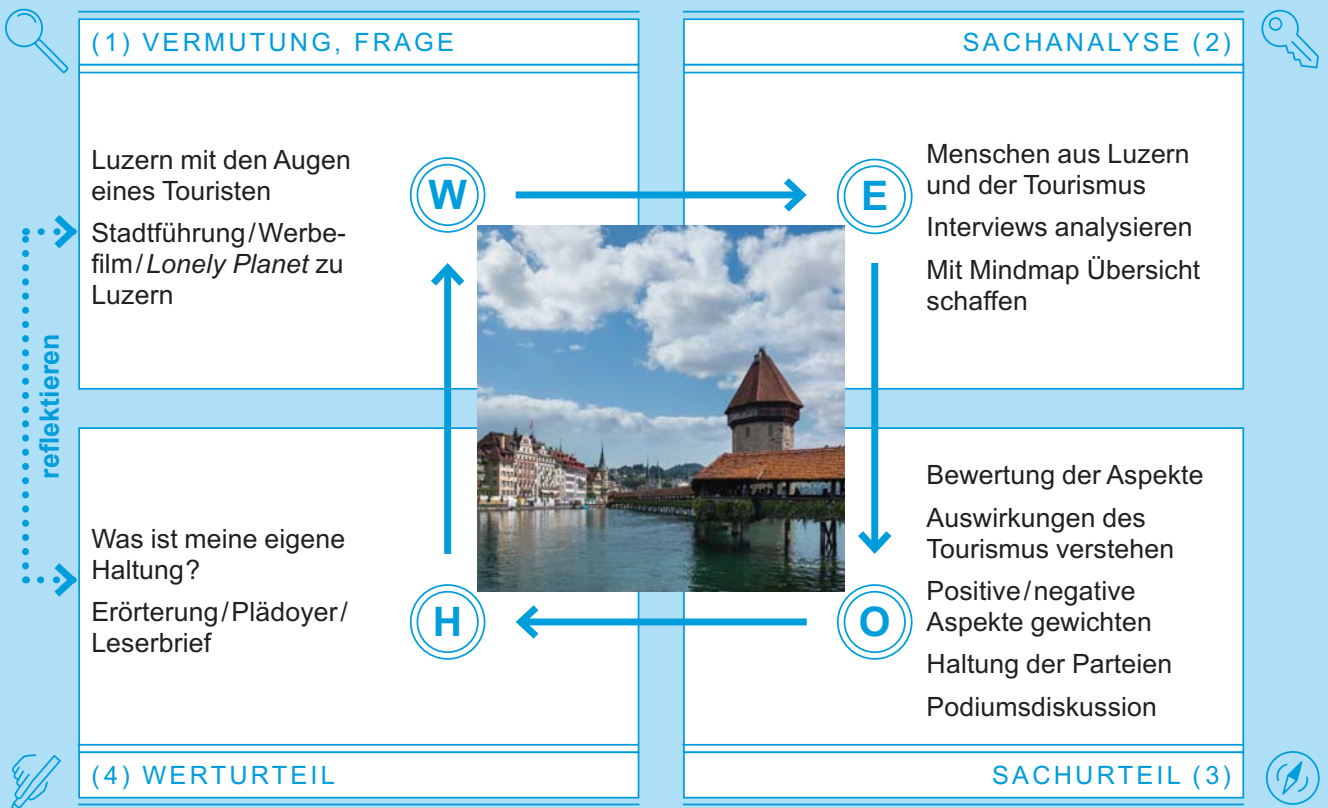 (1) VERMUTUNG, FRAGE
Luzern mit den Augen
eines Touristen
Stadtführung/Werbe-
film/Lonely Planet zu
Luzern
W
SACHANALYSE (2)
E
Menschen aus Luzern
und der Tourismus
Interviews analysieren
Mit Mindmap Übersicht
schaffen
reflektieren
Bewertung der Aspekte
Auswirkungen des
Tourismus verstehen
Positive/negative
Aspekte gewichten
Haltung der Parteien
Podiumsdiskussion
O
SACHURTEIL (3)
Was ist meine eigene
Haltung?
Erörterung/Plädoyer/
Leserbrief
H
(4) WERTURTEIL